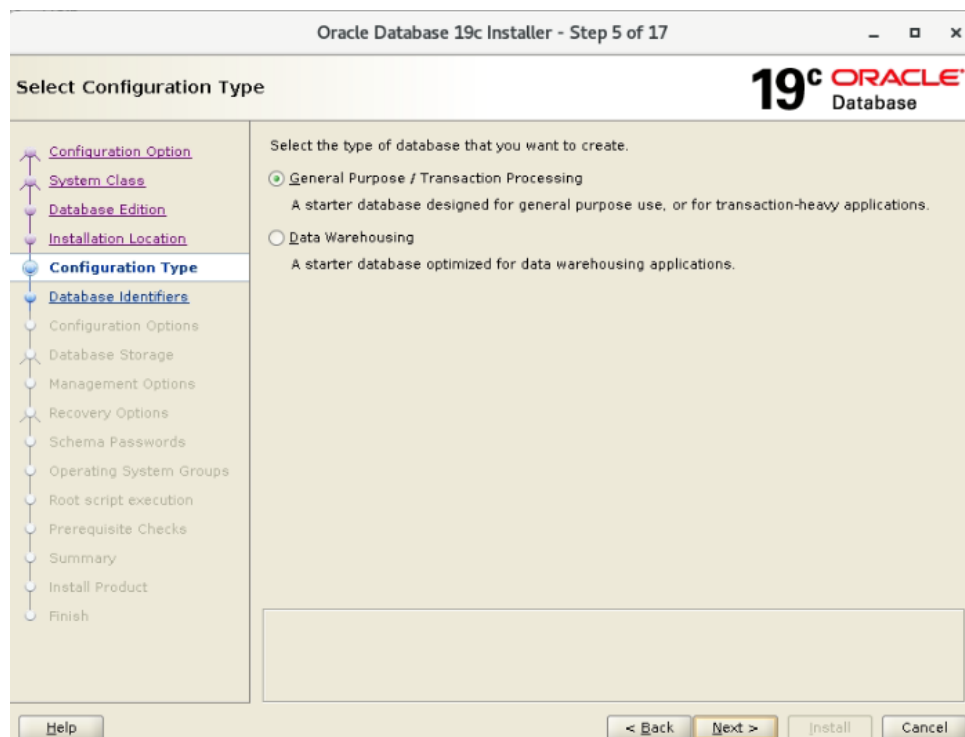 Oracle Database 19c Installer - Step 5 of 17
Select Configuration Type
19c ORACLE
Database
Configuration Option
System Class
Database Edition
Installation Location
Configuration Type
Database Identifiers
Configuration Options
Database Storage
Management Options
Recovery Options
Schema Passwords
Operating System Groups
Root script execution
Prerequisite Checks
Summary
Install Product
Finish
Select the type of database that you want to create.
General Purpose / Transaction Processing
A starter database designed for general purpose use, or for transaction-heavy applications.
Data Warehousing
A starter database optimized for data warehousing applications.
Help
< Back
Next >
Install
Cancel